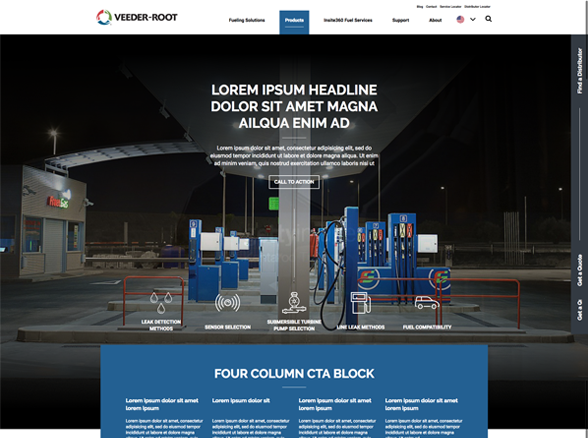 Blog Contact Service Locator Distributor Locator
VEEDER-ROOT
Fueling Solutions Products Insite360 Fuel Services Support About
Find a Distributor
LOREM IPSUM HEADLINE
DOLOR SIT AMET MAGNA
AILQUA ENIM AD
Lorem ipsum dolor sit amet, consectetur adipiscing elit, sed do
eiusmod tempor incididunt ut labore et dolore magna aliqua. Ut enim
ad minim veniam, quis nostrud exercitation ullamco laboris nisi ut
CALL TO ACTION
Get a Quote
Get a Q
LEAK DETECTION
METHODS
SENSOR SELECTION
SUBMERSIBLE TURBINE
PUMP SELECTION
LINE LEAK METHODS
FUEL COMPATIBILITY
FOUR COLUMN CTA BLOCK
Lorem ipsum dolor sit amet
lorem ipsum
Lorem ipsum dolor sit
Lorem ipsum dolor sit amet
lorem ipsum
Lorem ipsum dolor sit amet
lorem ipsum
Lorem ipsum dolor sit amet, consectetur
adipiscing elit, sed do eiusmod tempor
incididunt ut labore et dolore magna
Lorem ipsum dolor sit amet, consectetur
adipiscing elit, sed do eiusmod tempor
incididunt ut labore et dolore magna
Lorem ipsum dolor sit amet, consectetur
adipiscing elit, sed do eiusmod tempor
incididunt ut labore et dolore magna
Lorem ipsum dolor sit amet, consectetur
adipiscing elit, sed do eiusmod tempor
incididunt ut labore et dolore magna